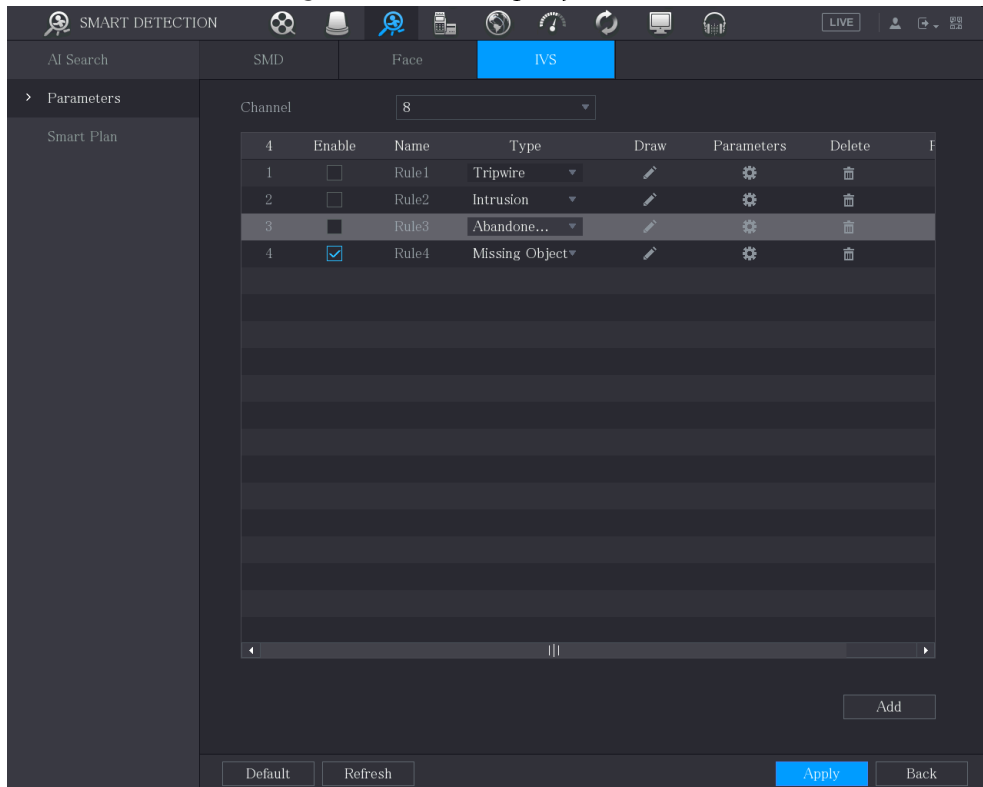 SMART DETECTION LIVE
AI Search SMD Face IVS
Parameters
Channel 8
Smart Plan
4 Enable Name Type Draw Parameters Delete
1 Rule1 Tripwire
2 Rule2 Intrusion
3 Rule3 Abandone...
4 Rule4 Missing Object
Add
Default Refresh Apply Back